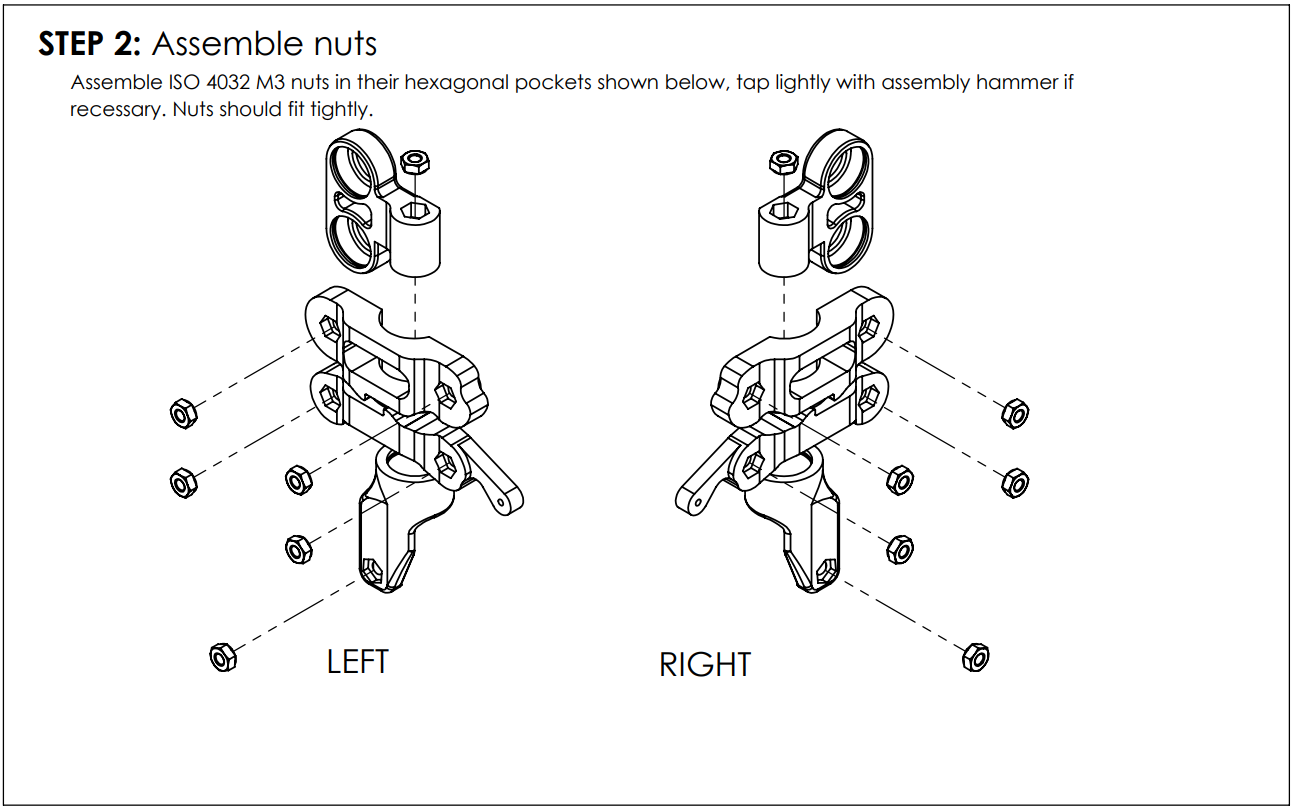 STEP 2: Assemble nuts
Assemble ISO 4032 M3 nuts in their hexagonal pockets shown below, tap lightly with assembly hammer if
recessary. Nuts should fit tightly.
LEFT
RIGHT